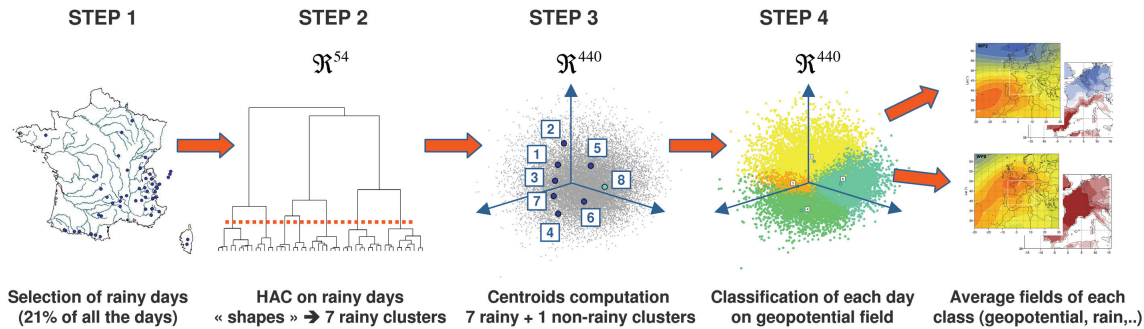 STEP 1
STEP 2
STEP 3
STEP 4
ℜ54
ℜ440
ℜ440
2
1
5
3
8
7
6
4
WP2
WP8
Selection of rainy days
(21% of all the days)
HAC on rainy days
« shapes » → 7 rainy clusters
Centroids computation
7 rainy + 1 non-rainy clusters
Classification of each day
on geopotential field
Average fields of each
class (geopotential, rain,..)